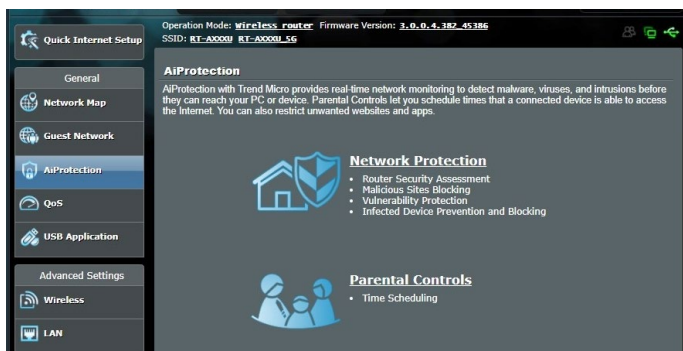 Operation Mode: Wireless router Firmware Version: 3.0.0.4.382_45386
SSID: RT-AXXXU RT-AXXXU_5G
Quick Internet Setup
General
Network Map
Guest Network
AiProtection
QoS
USB Application
Advanced Settings
Wireless
LAN
AiProtection
AiProtection with Trend Micro provides real-time network monitoring to detect malware, viruses, and intrusions before
they can reach your PC or device. Parental Controls let you schedule times that a connected device is able to access
the Internet. You can also restrict unwanted websites and apps.
Network Protection
• Router Security Assessment
• Malicious Sites Blocking
• Vulnerability Protection
• Infected Device Prevention and Blocking
Parental Controls
• Time Scheduling